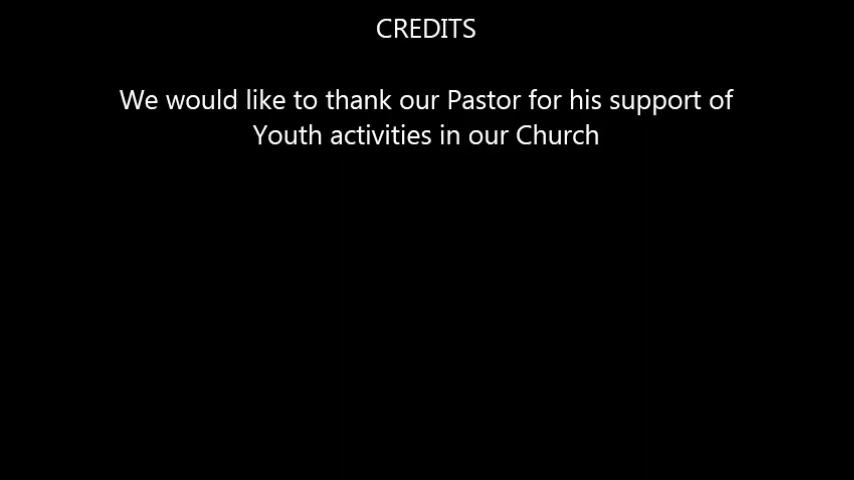 CREDITS
We would like to thank our Pastor for his support of
Youth activities in our Church